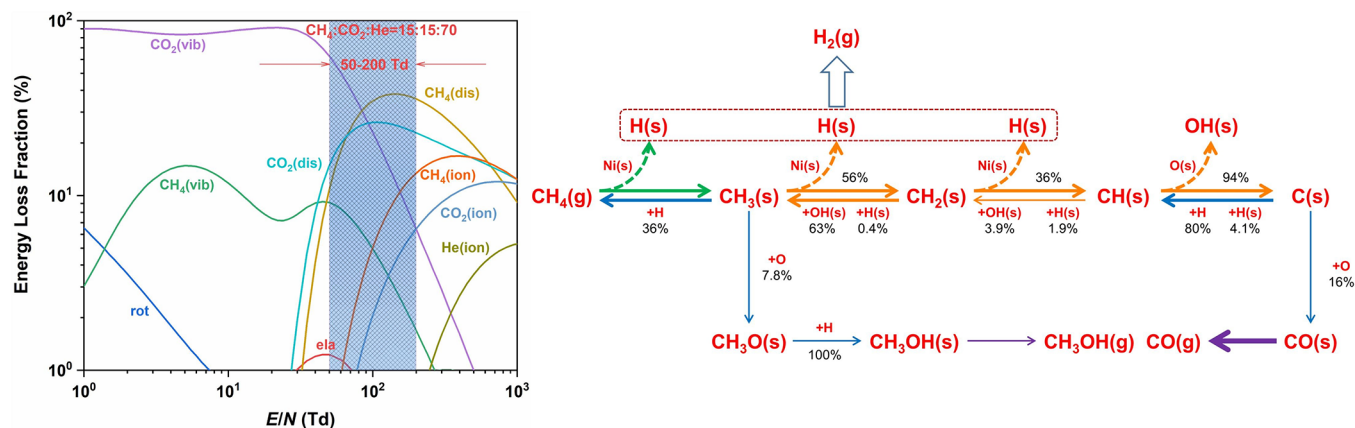 CH₄:CO₂:He=15:15:70
50-200 Td
CO₂(vib)
CH₄(dis)
CO₂(dis)
CH₄(vib)
CH₄(ion)
CO₂(ion)
He(ion)
rot
ela
Energy Loss Fraction (%)
10²
10¹
10⁰
10⁰ 10¹ 10² 10³
E/N (Td)
H₂(g)
H(s) H(s) H(s) OH(s)
Ni(s) Ni(s) 56% Ni(s) 36% O(s) 94%
CH₄(g) CH₃(s) CH₂(s) CH(s) C(s)
+H +OH(s) +H(s) +OH(s) +H(s) +H +H(s)
36% 63% 0.4% 3.9% 1.9% 80% 4.1%
+O +O
7.8% 16%
+H
CH₃O(s) CH₃OH(s) CH₃OH(g) CO(g) CO(s)
100%